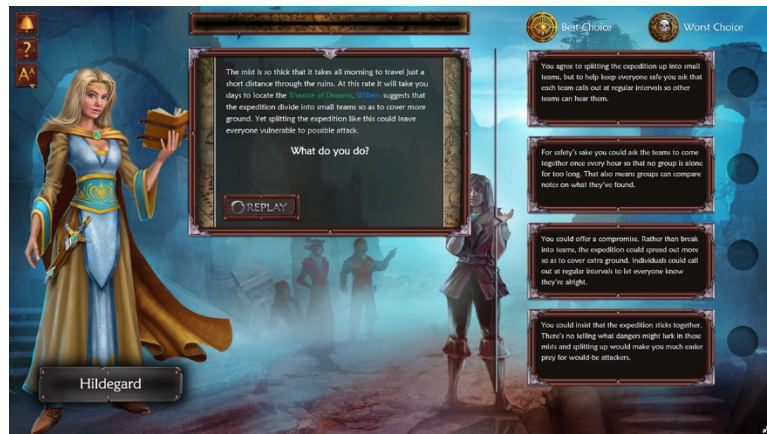 ?
AA
Best Choice
Worst Choice
The mist is so thick that it takes all morning to travel just a
short distance through the ruins. At this rate it will take you
days to locate the Theatre of Dreams. Willem suggests that
the expedition divide into small teams so as to cover more
ground. Yet splitting the expedition like this could leave
everyone vulnerable to possible attack.
What do you do?
REPLAY
You agree to splitting the expedition up into small
teams, but to help keep everyone safe you ask that
each team calls out at regular intervals so other
teams can hear them.
For safety's sake you could ask the teams to come
together once every hour so that no group is alone
for too long. That also means groups can compare
notes on what they've found.
You could offer a compromise. Rather than break
into teams, the expedition could spread out more
so as to cover extra ground. Individuals could call
out at regular intervals to let everyone know
they're alright.
You could insist that the expedition sticks together.
There's no telling what dangers might lurk in these
mists and splitting up would make you much easier
prey for would-be attackers.
Hildegard